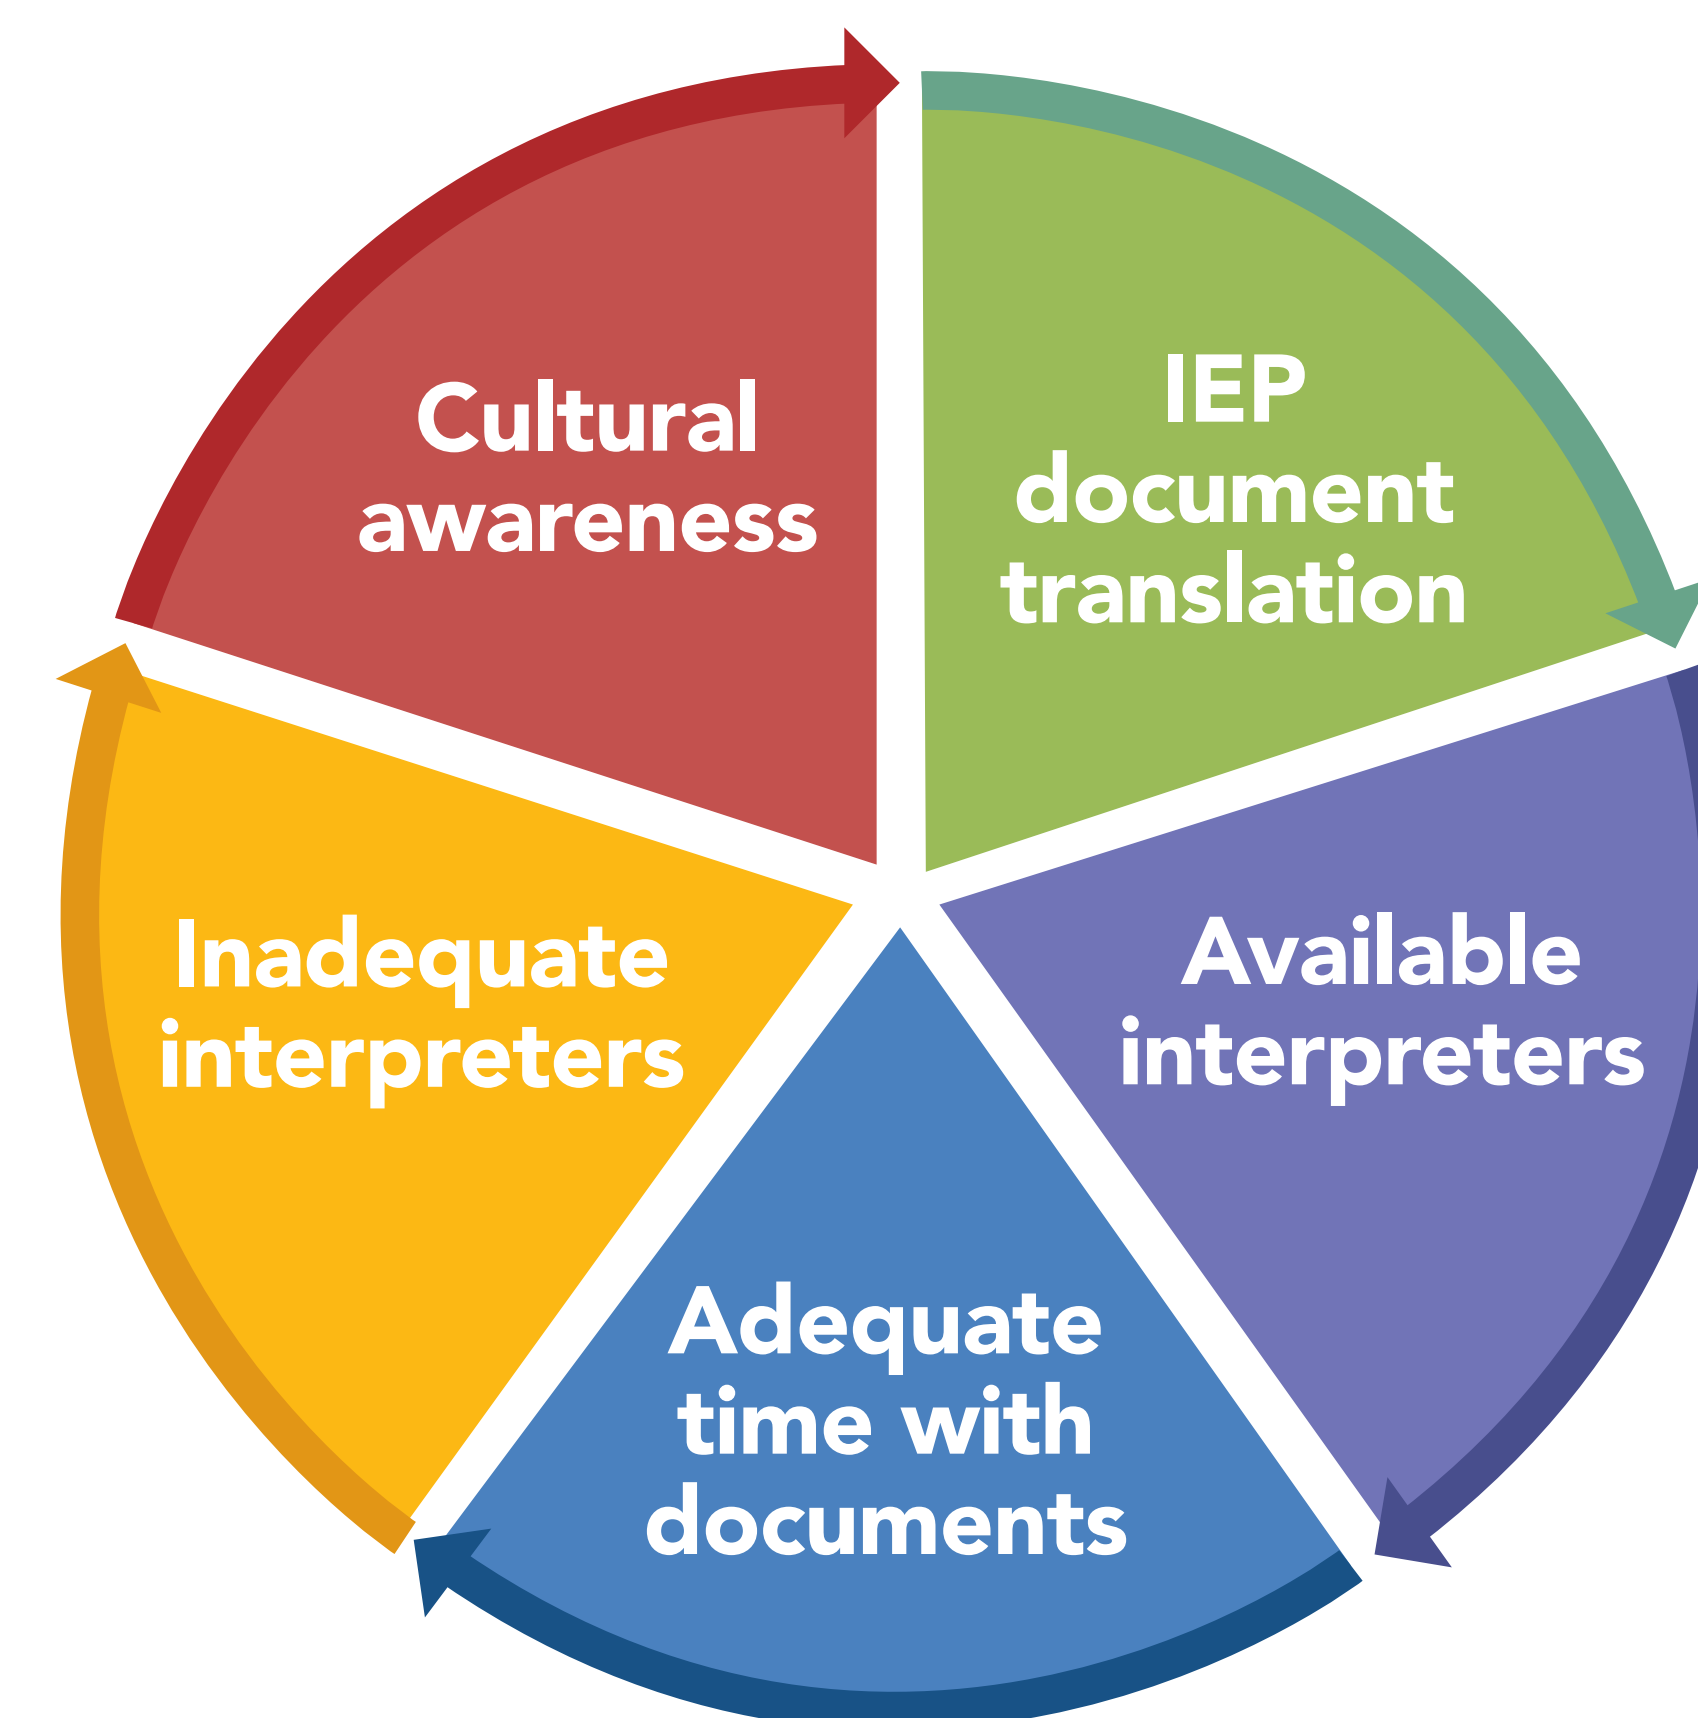 Cultural
awareness
IEP
document
translation
Inadequate
interpreters
Available
interpreters
Adequate
time with
documents